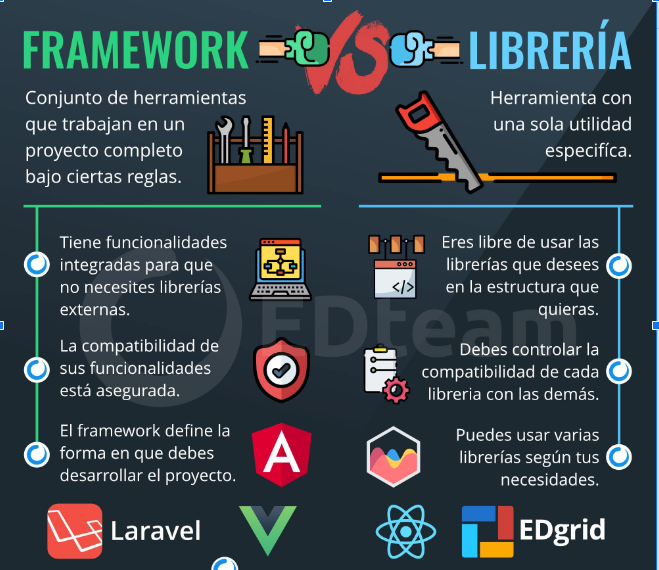 FRAMEWORK
VS
LIBRERÍA
Conjunto de herramientas
que trabajan en un
proyecto completo
bajo ciertas reglas.
Herramienta con
una sola utilidad
especifíca.
Tiene funcionalidades
integradas para que
no necesites librerías
externas.
Eres libre de usar las
librerías que desees
en la estructura que
quieras.
</>
EDteam
La compatibilidad de
sus funcionalidades
está asegurada.
Debes controlar la
compatibilidad de cada
libreria con las demás.
El framework define la
forma en que debes
desarrollar el proyecto.
A
Puedes usar varias
librerías según tus
necesidades.
Laravel
EDgrid